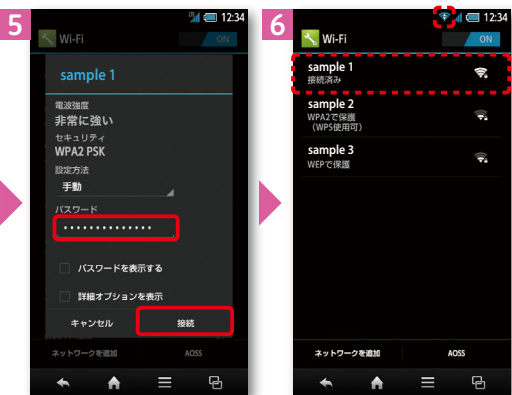 5
12:34
Wi-Fi
ON
sample 1
電波強度
非常に強い
セキュリティ
WPA2 PSK
設定方法
手動
パスワード
••••••••••••••
パスワードを表示する
詳細オプションを表示
キャンセル
接続
ネットワークを追加
AOSS
6
12:34
Wi-Fi
ON
sample 1
接続済み
sample 2
WPA2で保護
(WPS使用可)
sample 3
WEPで保護
ネットワークを追加
AOSS